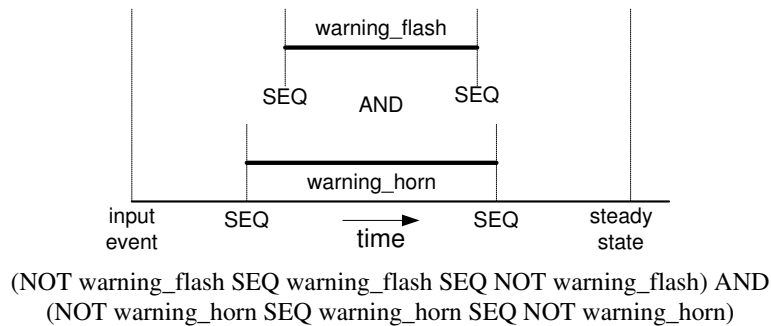 warning_flash
SEQ AND SEQ
warning_horn
input event SEQ time SEQ steady state
(NOT warning_flash SEQ warning_flash SEQ NOT warning_flash) AND
(NOT warning_horn SEQ warning_horn SEQ NOT warning_horn)